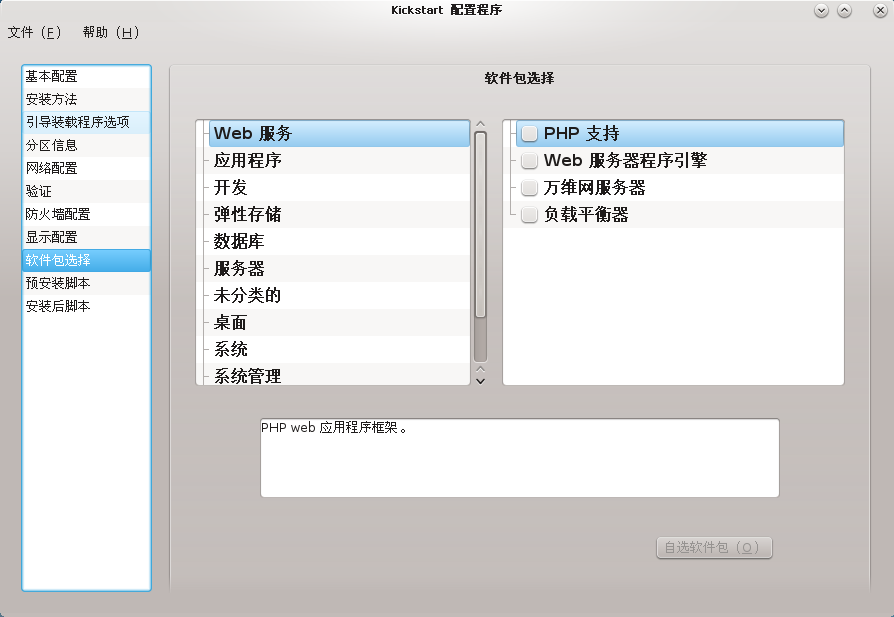 Kickstart 配置程序
文件 (F) 帮助 (H)
基本配置
安装方法
引导装载程序选项
分区信息
网络配置
验证
防火墙配置
显示配置
软件包选择
预安装脚本
安装后脚本
软件包选择
Web 服务
应用程序
开发
弹性存储
数据库
服务器
未分类的
桌面
系统
系统管理
PHP 支持
Web 服务器程序引擎
万维网服务器
负载平衡器
PHP web 应用程序框架。
自选软件包 (O)